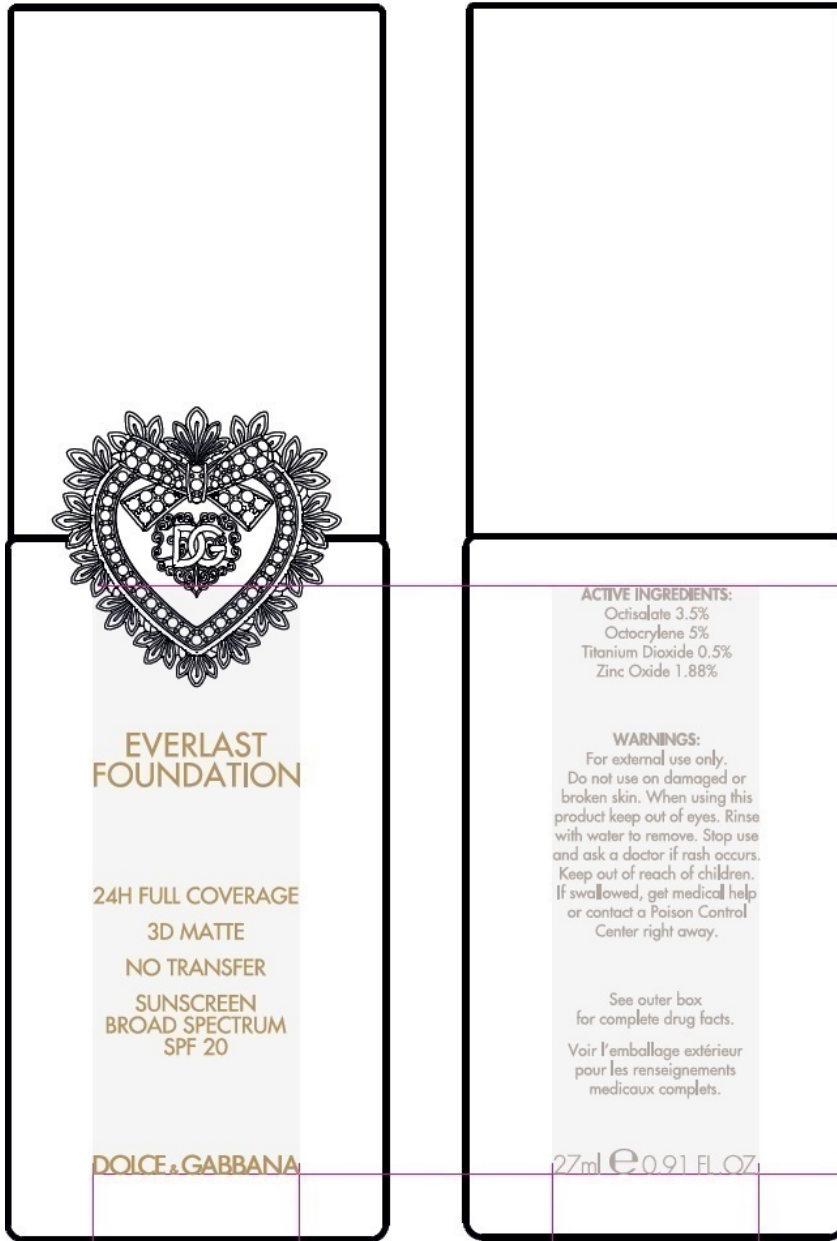 DG
EVERLAST
FOUNDATION
24H FULL COVERAGE
3D MATTE
NO TRANSFER
SUNSCREEN
BROAD SPECTRUM
SPF 20
DOLCE & GABBANA
ACTIVE INGREDIENTS:
Octisalate 3.5%
Octocrylene 5%
Titanium Dioxide 0.5%
Zinc Oxide 1.88%
WARNINGS:
For external use only.
Do not use on damaged or
broken skin. When using this
product keep out of eyes. Rinse
with water to remove. Stop use
and ask a doctor if rash occurs.
Keep out of reach of children.
If swallowed, get medical help
or contact a Poison Control
Center right away.
See outer box
for complete drug facts.
Voir l'emballage extérieur
pour les renseignements
medicaux complets.
27ml ℮ 0.91 FL.OZ.